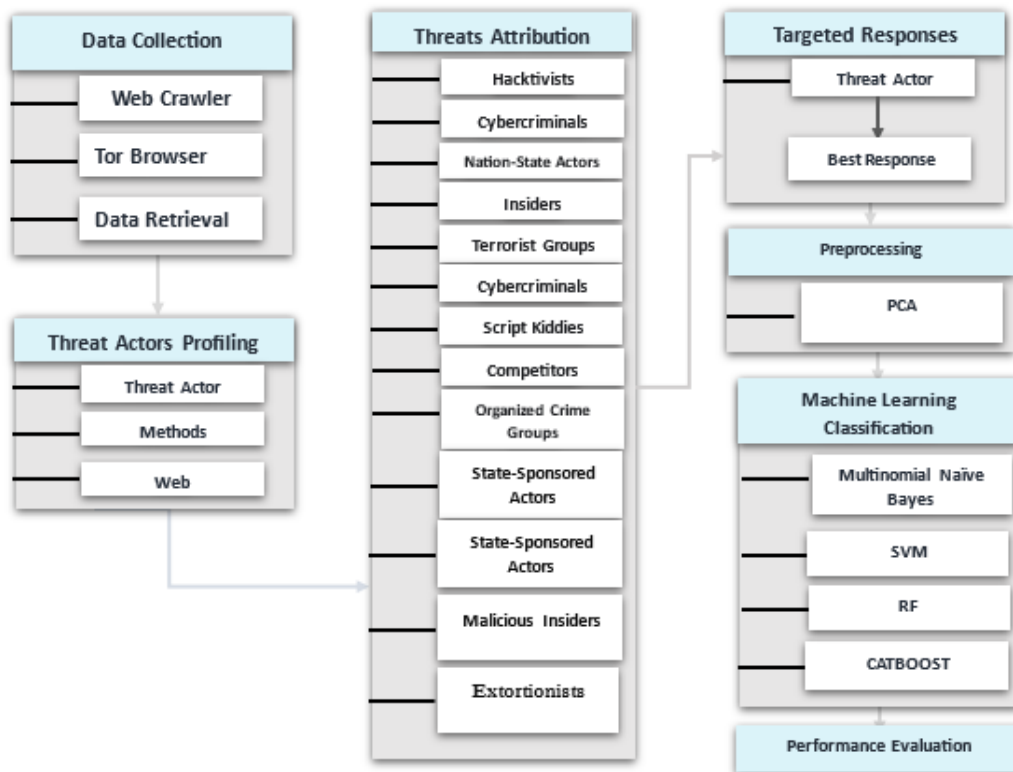 Data Collection
Web Crawler
Tor Browser
Data Retrieval
Threat Actors Profiling
Threat Actor
Methods
Web
Threats Attribution
Hacktivists
Cybercriminals
Nation-State Actors
Insiders
Terrorist Groups
Cybercriminals
Script Kiddies
Competitors
Organized Crime
Groups
State-Sponsored
Actors
State-Sponsored
Actors
Malicious Insiders
Extortionists
Targeted Responses
Threat Actor
Best Response
Preprocessing
PCA
Machine Learning
Classification
Multinomial Naïve
Bayes
SVM
RF
CATBOOST
Performance Evaluation